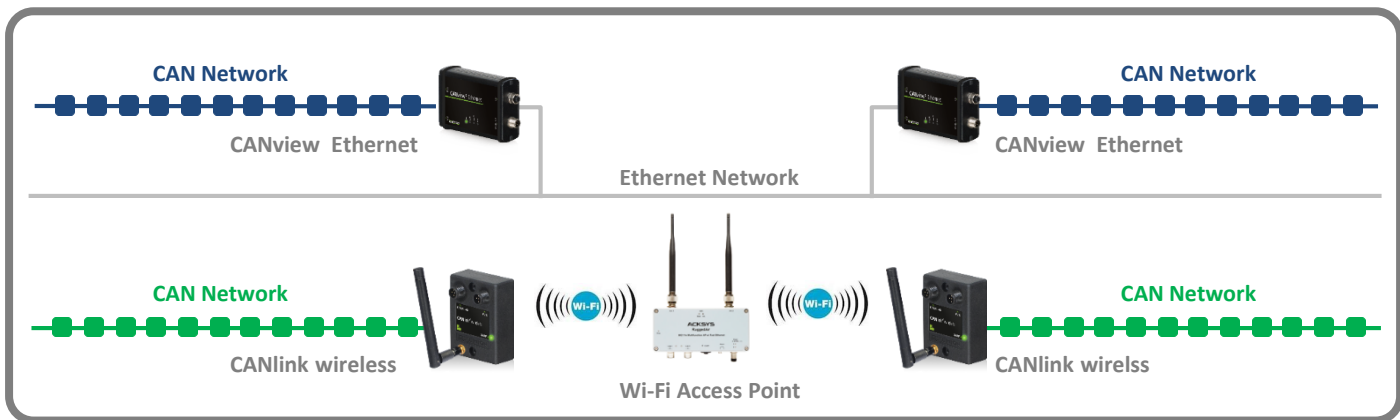 CAN Network
CAN Network
CANview Ethernet
CANview Ethernet
Ethernet Network
Wi-Fi
Wi-Fi
CAN Network
CAN Network
ACKSYS
CANlink wireless
CANlink wirelss
Wi-Fi Access Point